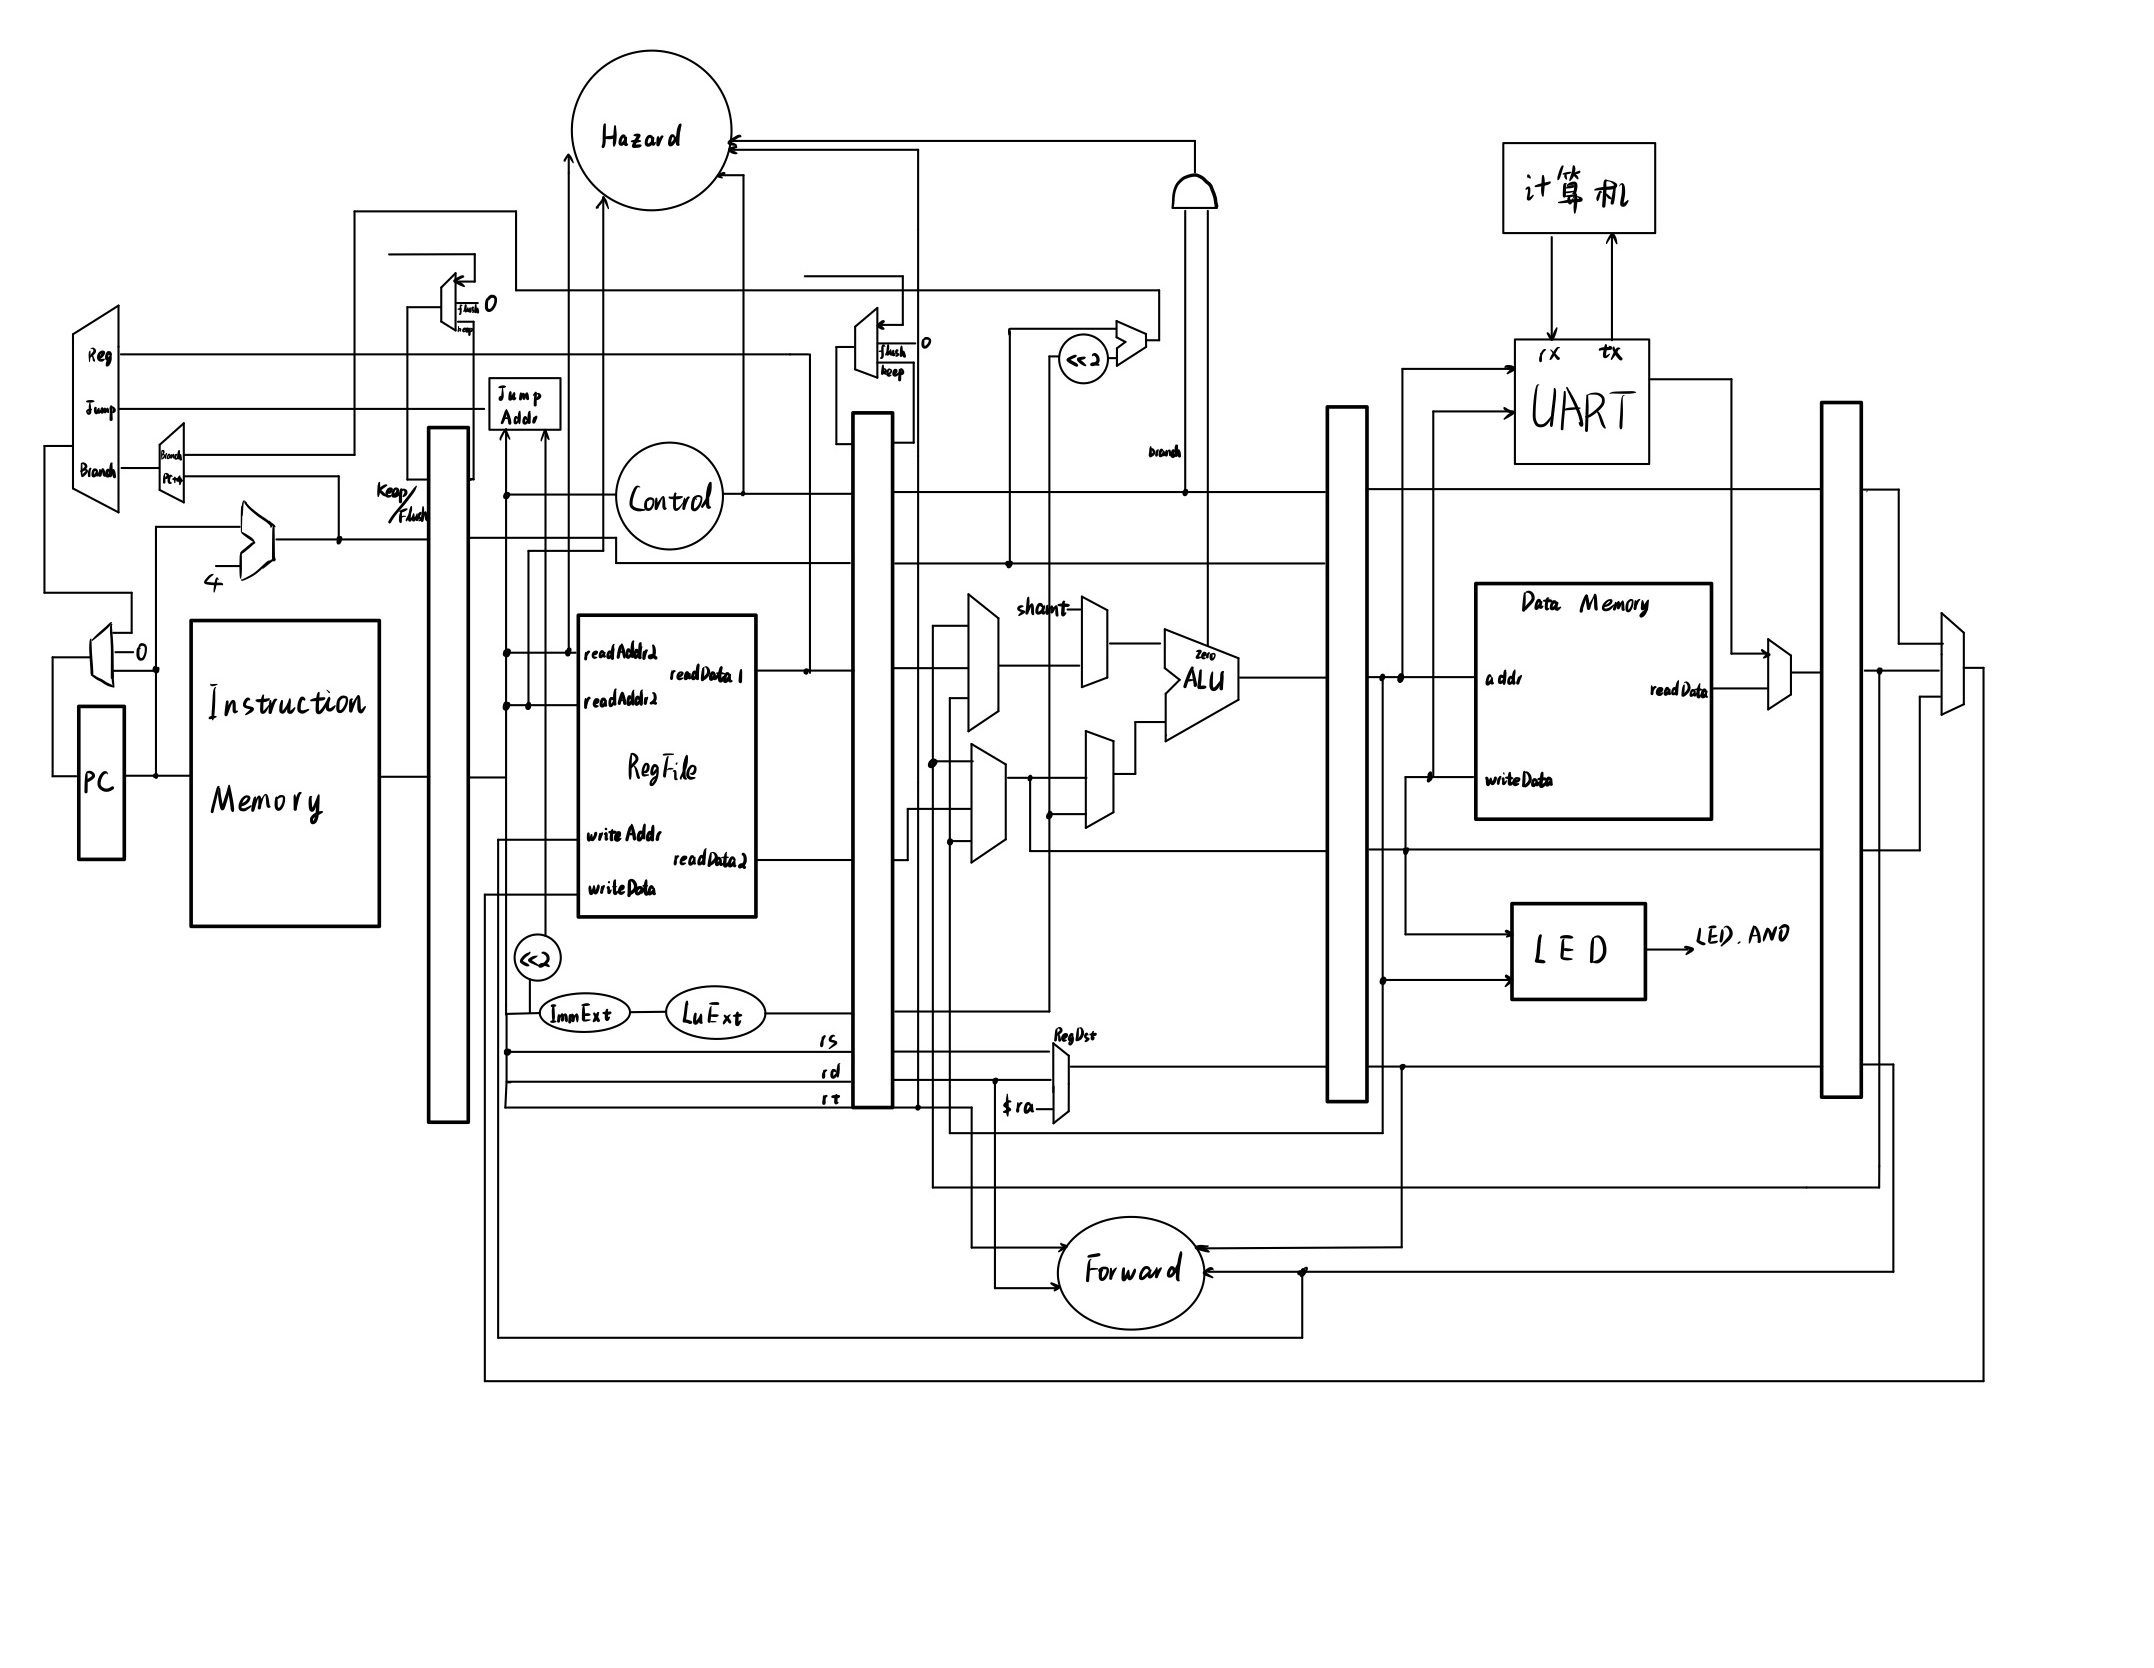 Hazard
计算机
0
flush
keep
0
flush
keep
<<2
rx tx
UART
Reg
Jump
Branch
Jump
Addr
Branch
PC+4
Keep/
Flush
Control
branch
4
0
PC
Instruction
Memory
readAddr2
readData1
readAddr2
RegFile
writeAddr
readData2
writeData
shamt
zero
ALU
Data Memory
addr
readData
writeData
<<2
ImmExt
LuExt
LED
LED.AND
rs
rd
rt
RegDst
$ra
Forward